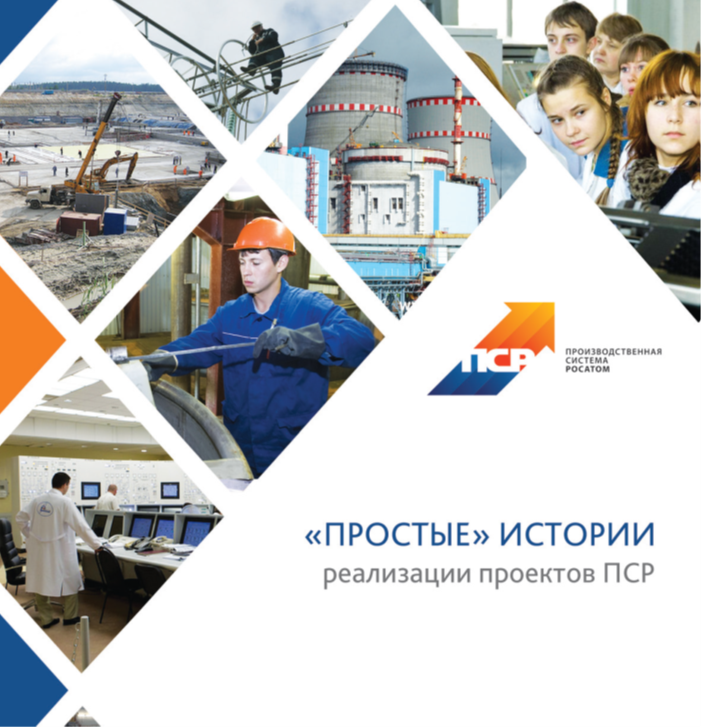 ПСР
ПРОИЗВОДСТВЕННАЯ
СИСТЕМА
РОСАТОМ
«ПРОСТЫЕ» ИСТОРИИ
реализации проектов ПСР